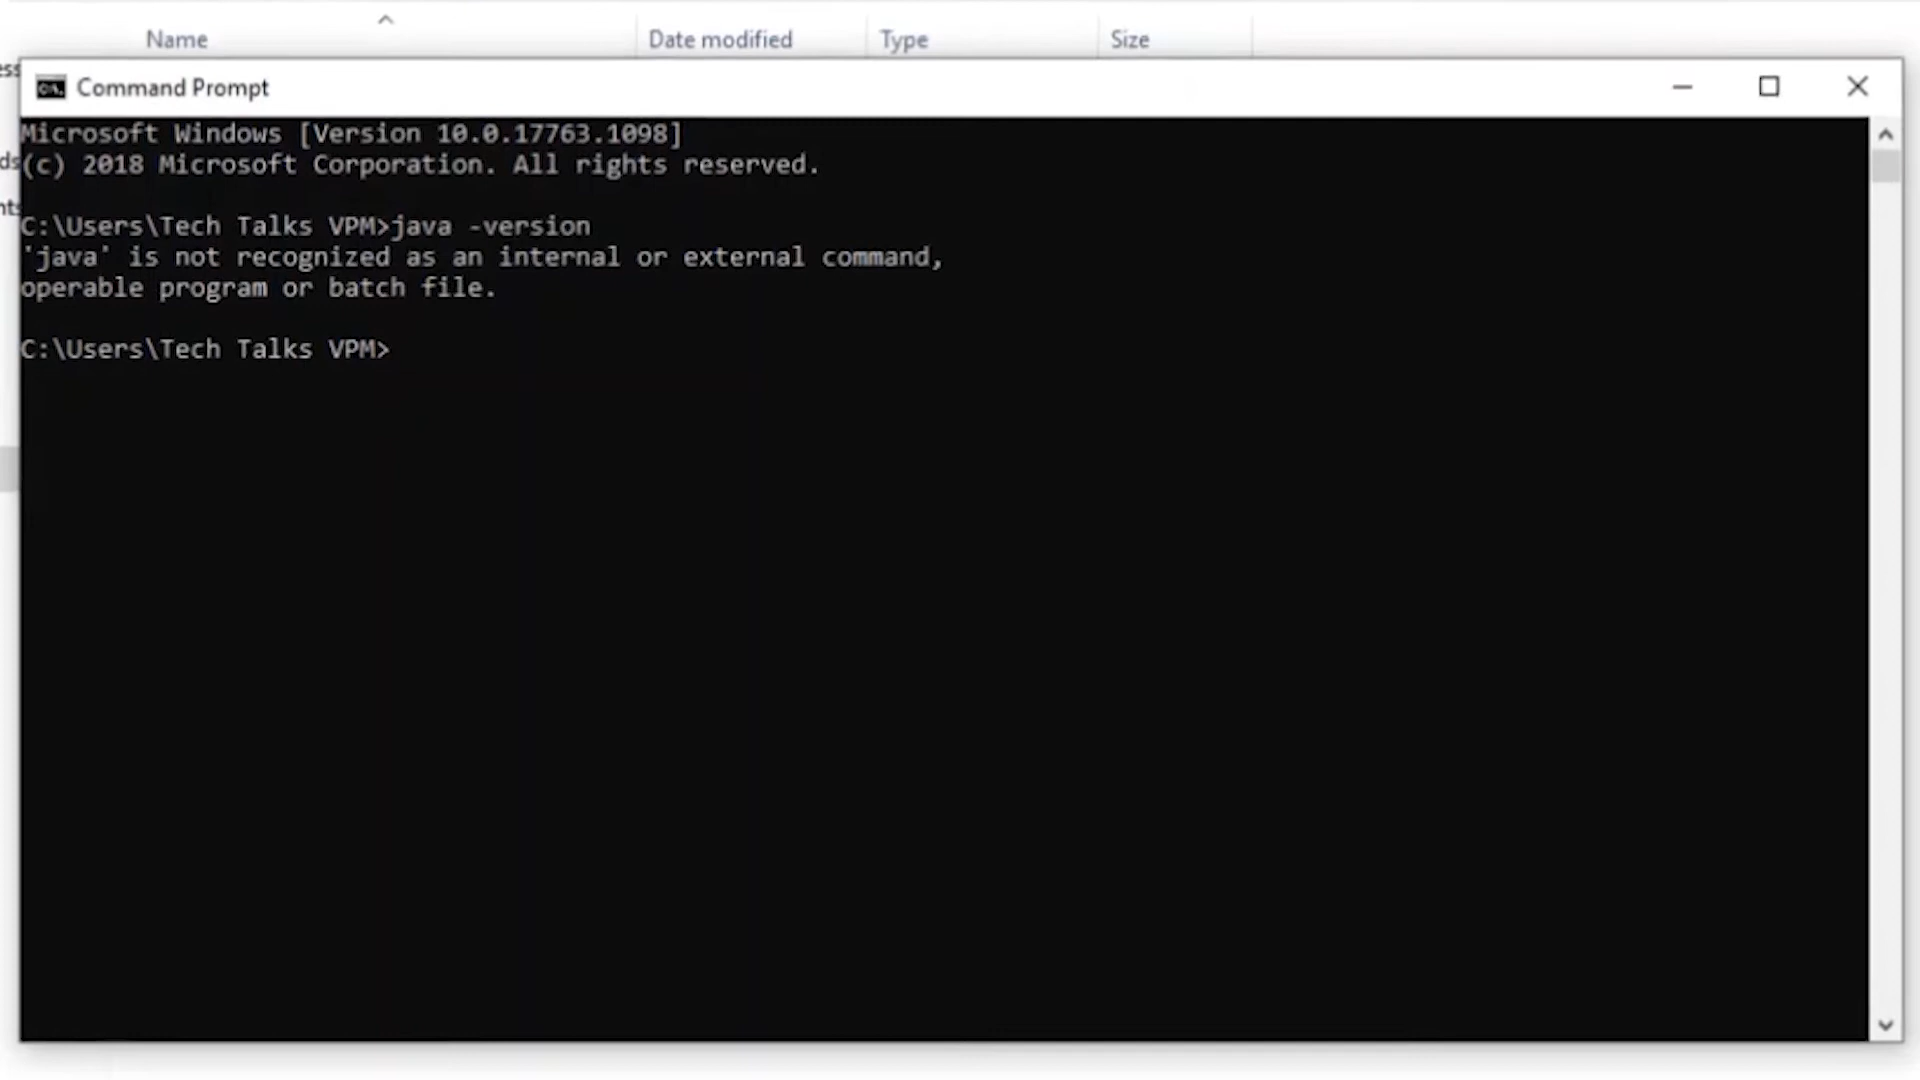 Name Date modified Type Size
Command Prompt
Microsoft Windows [Version 10.0.17763.1098]
(c) 2018 Microsoft Corporation. All rights reserved.
C:\Users\Tech Talks VPM>java -version
'java' is not recognized as an internal or external command,
operable program or batch file.
C:\Users\Tech Talks VPM>